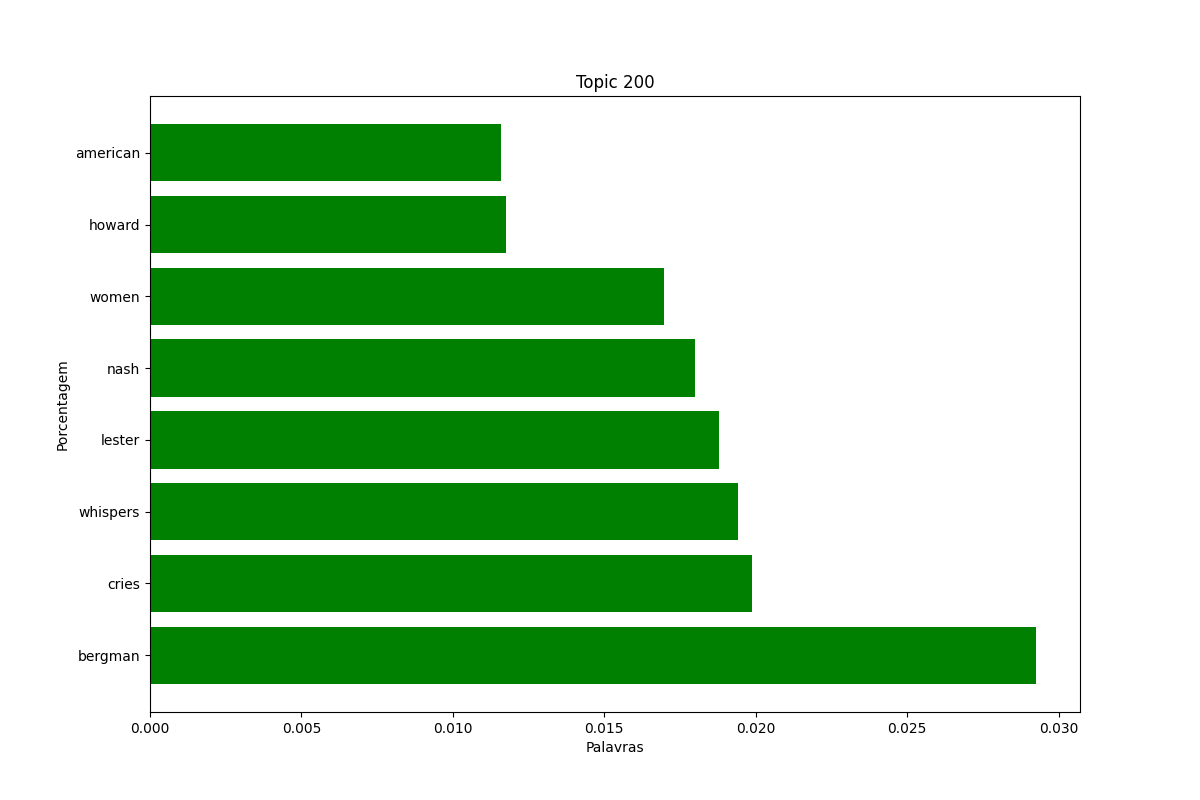 Topic 200
american
howard
women
nash
lester
whispers
cries
bergman
Porcentagem
0.000 0.005 0.010 0.015 0.020 0.025 0.030
Palavras